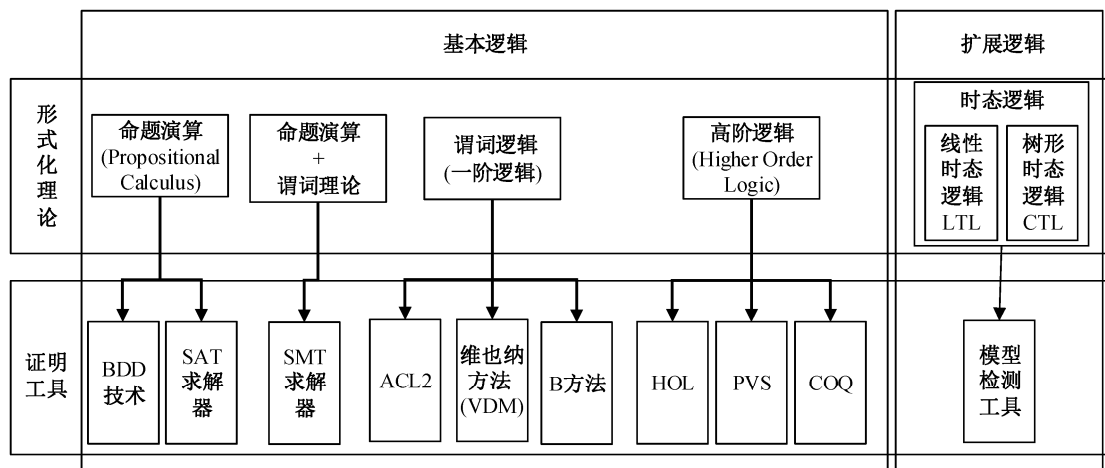 基本逻辑
扩展逻辑
形
式
化
理
论
命题演算
(Propositional
Calculus)
命题演算
+
谓词理论
谓词逻辑
(一阶逻辑)
高阶逻辑
(Higher Order
Logic)
时态逻辑
线性
时态
逻辑
LTL
树形
时态
逻辑
CTL
证明
工具
BDD
技术
SAT
求解
器
SMT
求解
器
ACL2
维也纳
方法
(VDM)
B方法
HOL
PVS
COQ
模型
检测
工具